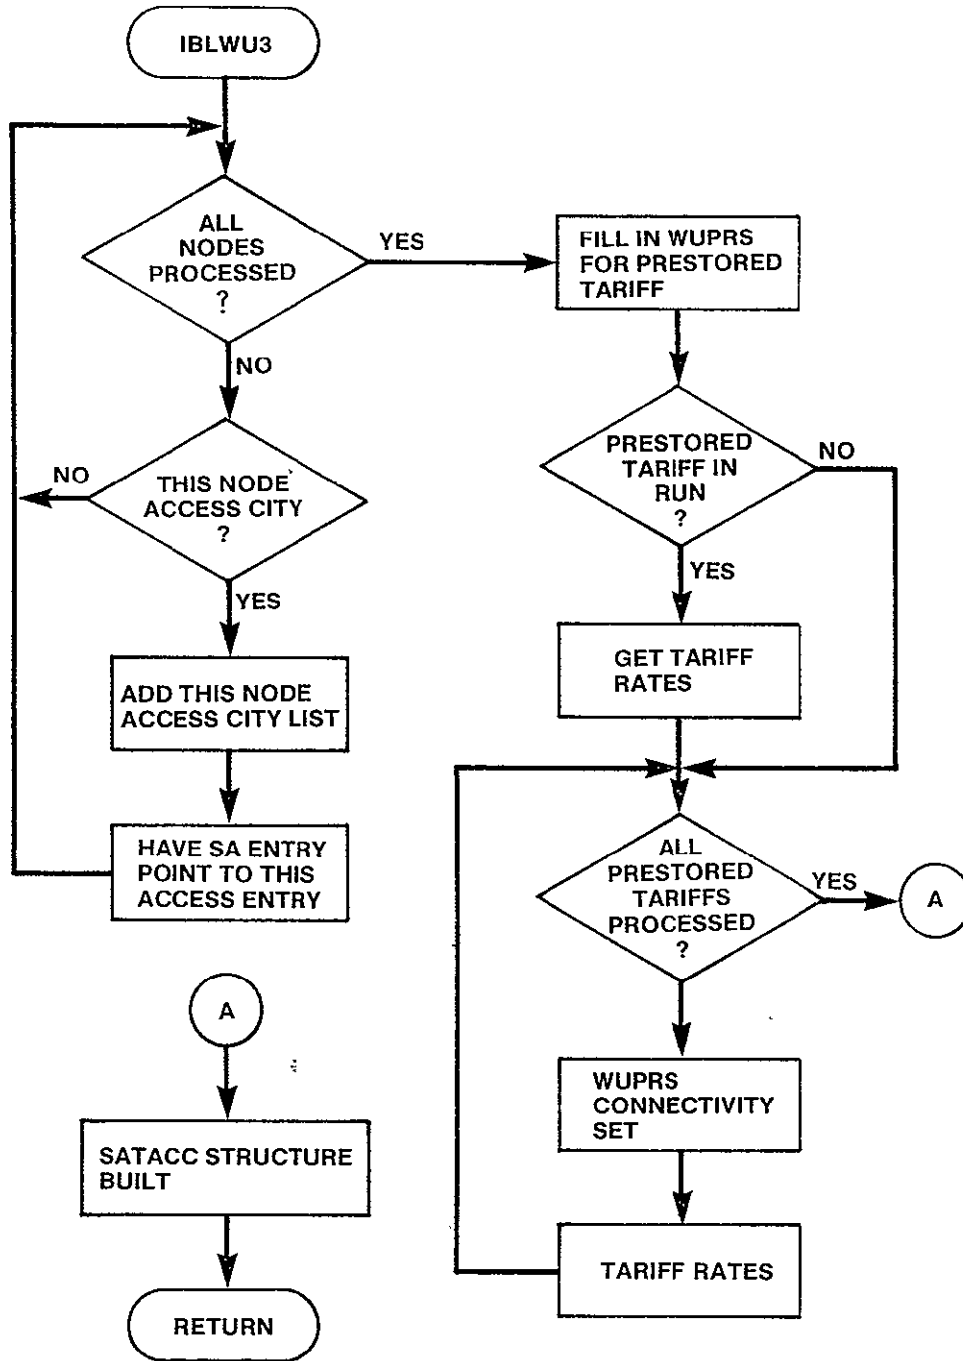 IBLWU3
ALL
NODES
PROCESSED
?
YES
NO
THIS NODE
ACCESS CITY
?
NO
YES
ADD THIS NODE
ACCESS CITY LIST
HAVE SA ENTRY
POINT TO THIS
ACCESS ENTRY
FILL IN WUPRS
FOR PRESTORED
TARIFF
PRESTORED
TARIFF IN
RUN
?
NO
YES
GET TARIFF
RATES
ALL
PRESTORED
TARIFFS
PROCESSED
?
YES
A
WUPRS
CONNECTIVITY
SET
TARIFF RATES
A
SATACC STRUCTURE
BUILT
RETURN